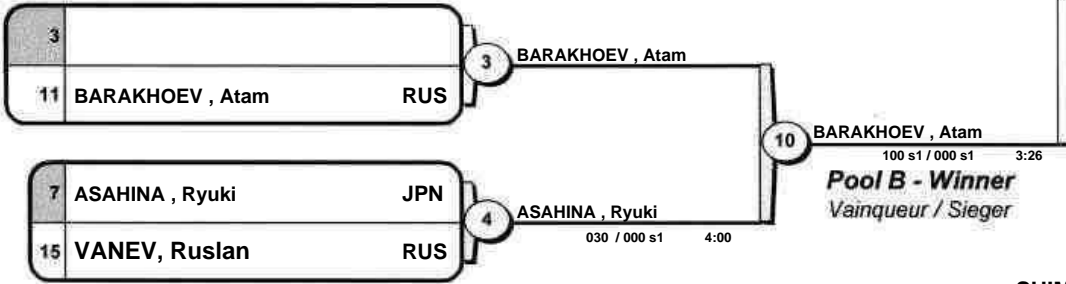 3
11 BARAKHOEV , Atam RUS
3
BARAKHOEV , Atam
7 ASAHINA , Ryuki JPN
15 VANEV, Ruslan RUS
4
ASAHINA , Ryuki
030 / 000 s1 4:00
10
BARAKHOEV , Atam
100 s1 / 000 s1 3:26
Pool B - Winner
Vainqueur / Sieger